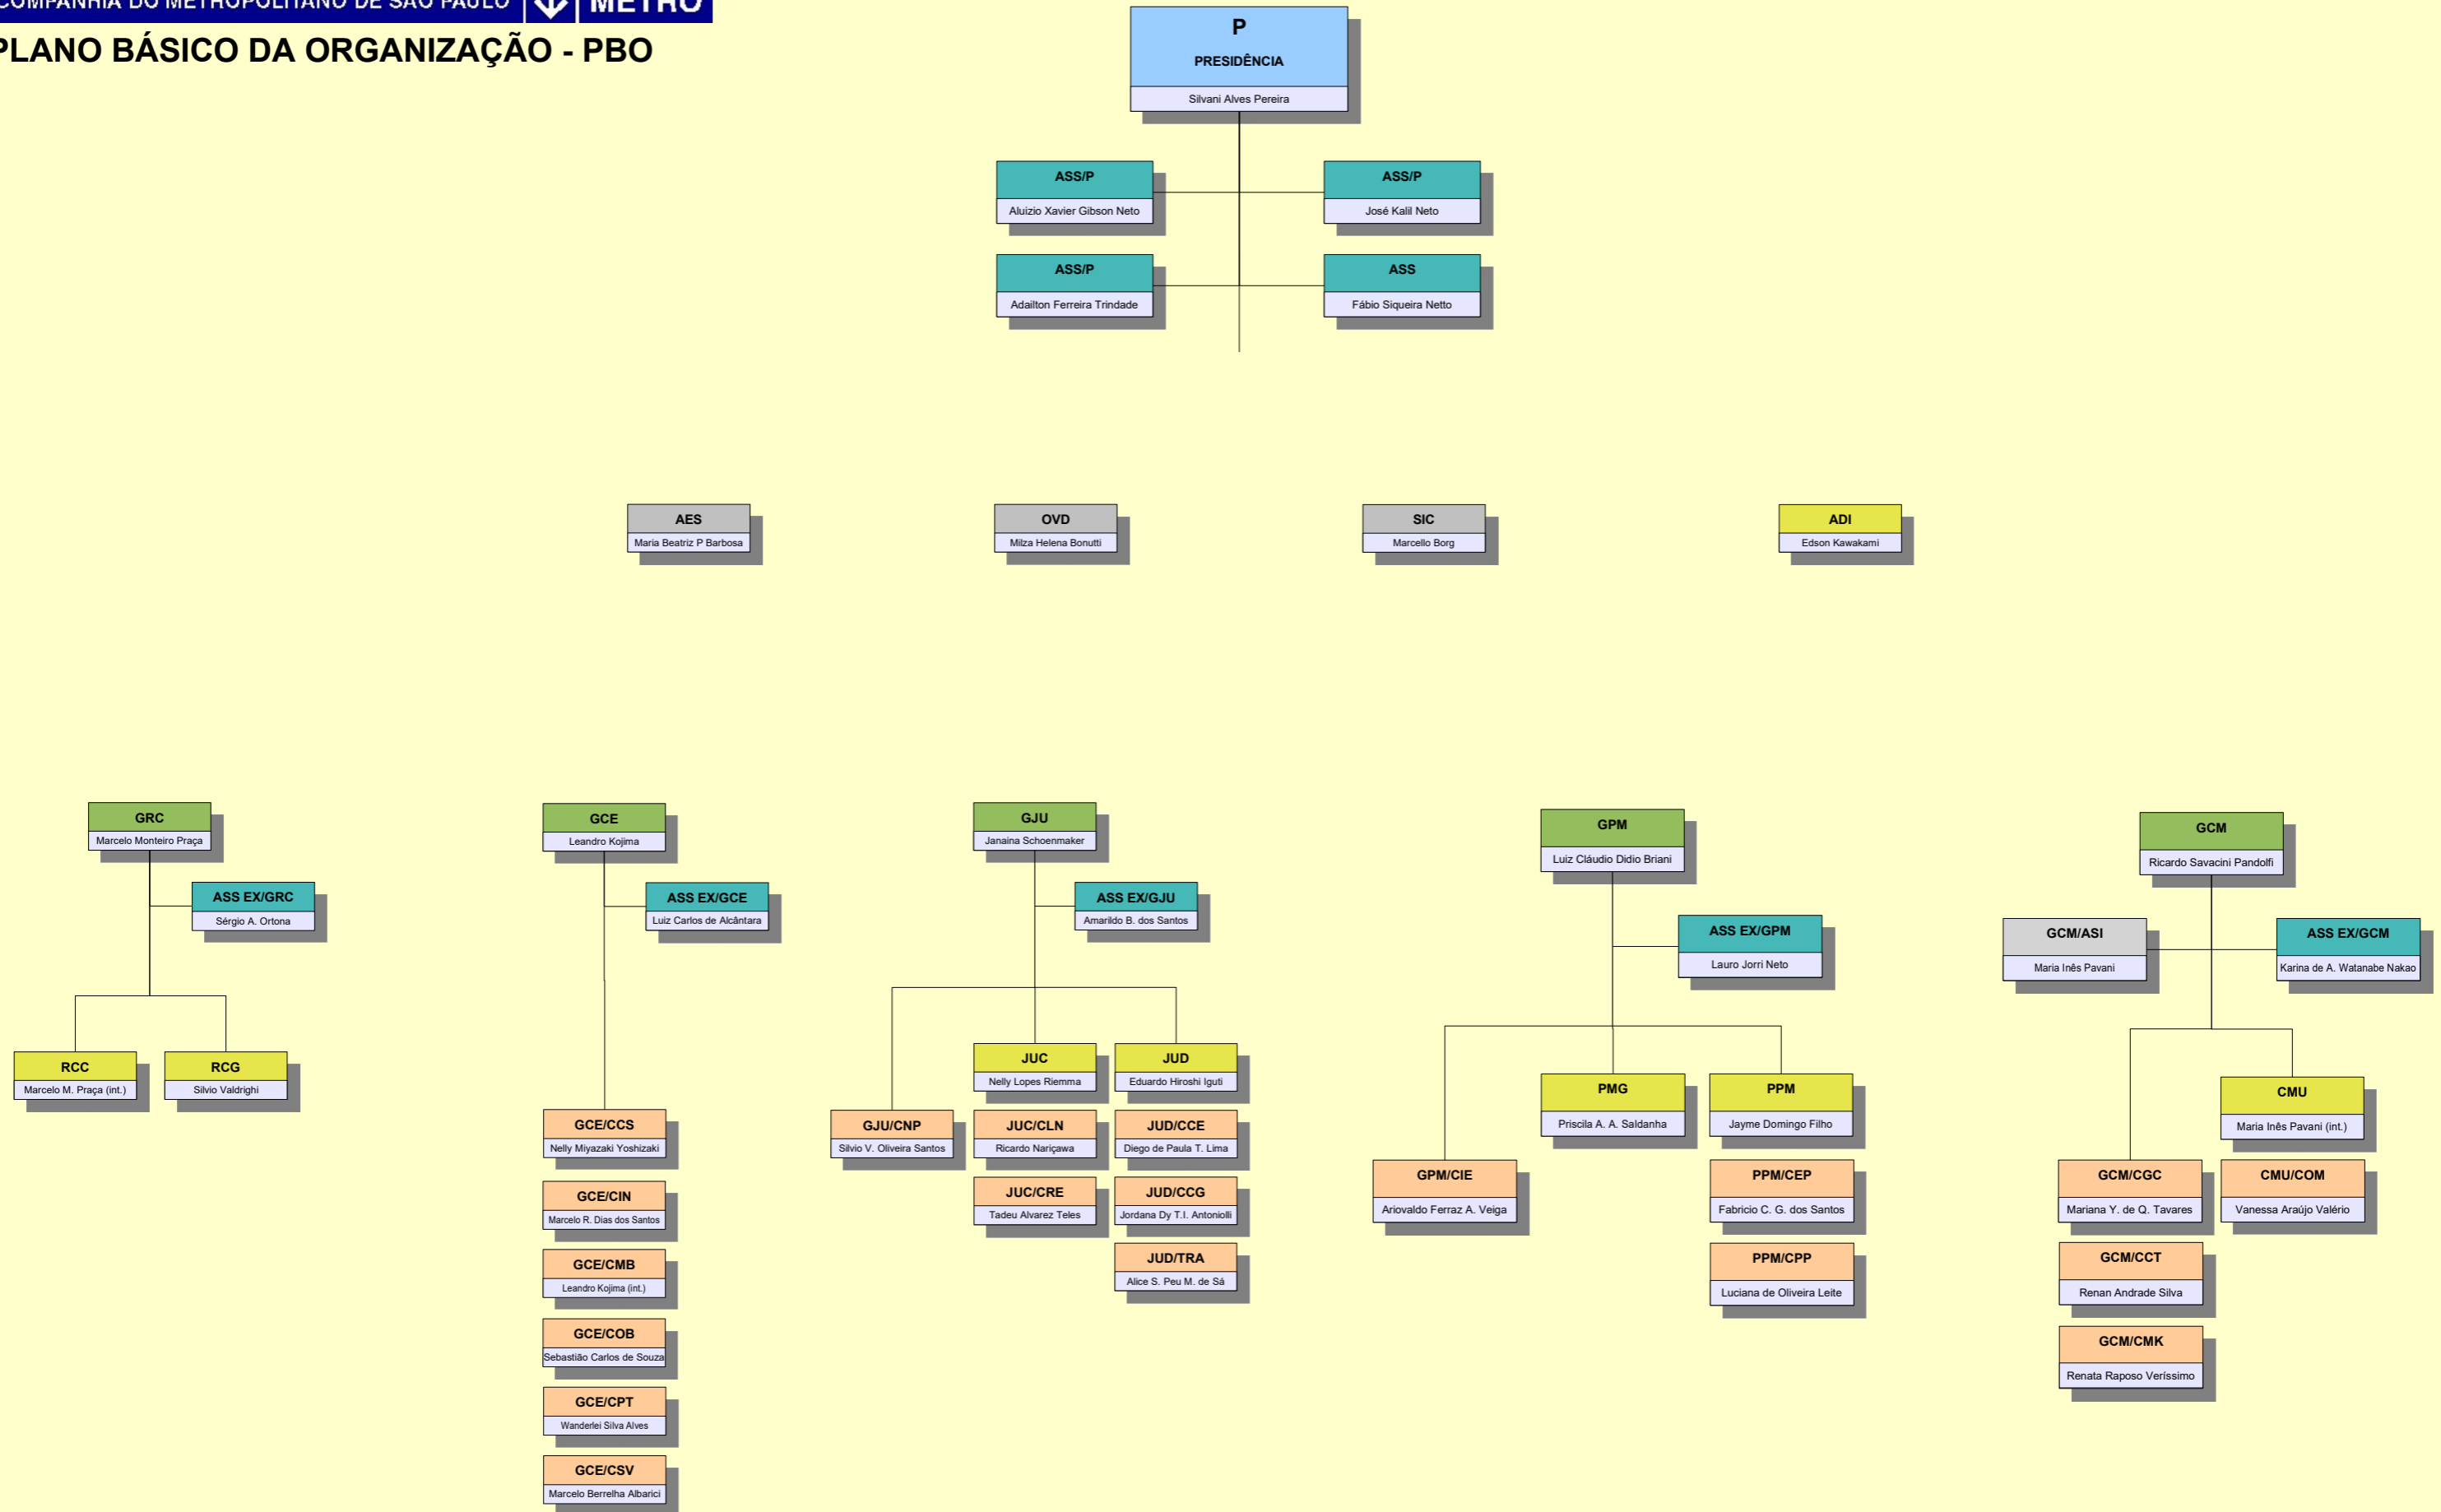 COMPANHIA DO METROPOLITANO DE SÃO PAULO METRÔ
PLANO BÁSICO DA ORGANIZAÇÃO - PBO
P
PRESIDÊNCIA
Silvani Alves Pereira
ASS/P
Aluizio Xavier Gibson Neto
ASS/P
José Kalil Neto
ASS/P
Adailton Ferreira Trindade
ASS
Fábio Siqueira Netto
AES
Maria Beatriz P Barbosa
OVD
Milza Helena Bonutti
SIC
Marcello Borg
ADI
Edson Kawakami
GRC
Marcelo Monteiro Praça
ASS EX/GRC
Sérgio A. Ortona
RCC
Marcelo M. Praça (int.)
RCG
Silvio Valdrighi
GCE
Leandro Kojima
ASS EX/GCE
Luiz Carlos de Alcântara
GCE/CCS
Nelly Miyazaki Yoshizaki
GCE/CIN
Marcelo R. Dias dos Santos
GCE/CMB
Leandro Kojima (int.)
GCE/COB
Sebastião Carlos de Souza
GCE/CPT
Wanderlei Silva Alves
GCE/CSV
Marcelo Berrelha Albarici
GJU
Janaina Schoenmaker
ASS EX/GJU
Amarildo B. dos Santos
GJU/CNP
Silvio V. Oliveira Santos
JUC
Nelly Lopes Riemma
JUC/CLN
Ricardo Nariçawa
JUC/CRE
Tadeu Alvarez Teles
JUD
Eduardo Hiroshi Iguti
JUD/CCE
Diego de Paula T. Lima
JUD/CCG
Jordana Dy T.I. Antoniolli
JUD/TRA
Alice S. Peu M. de Sá
GPM
Luiz Cláudio Didio Briani
ASS EX/GPM
Lauro Jorri Neto
GPM/CIE
Ariovaldo Ferraz A. Veiga
PMG
Priscila A. A. Saldanha
PPM
Jayme Domingo Filho
PPM/CEP
Fabricio C. G. dos Santos
PPM/CPP
Luciana de Oliveira Leite
GCM
Ricardo Savacini Pandolfi
GCM/ASI
Maria Inês Pavani
ASS EX/GCM
Karina de A. Watanabe Nakao
GCM/CGC
Mariana Y. de Q. Tavares
GCM/CCT
Renan Andrade Silva
GCM/CMK
Renata Raposo Veríssimo
CMU
Maria Inês Pavani (int.)
CMU/COM
Vanessa Araújo Valério